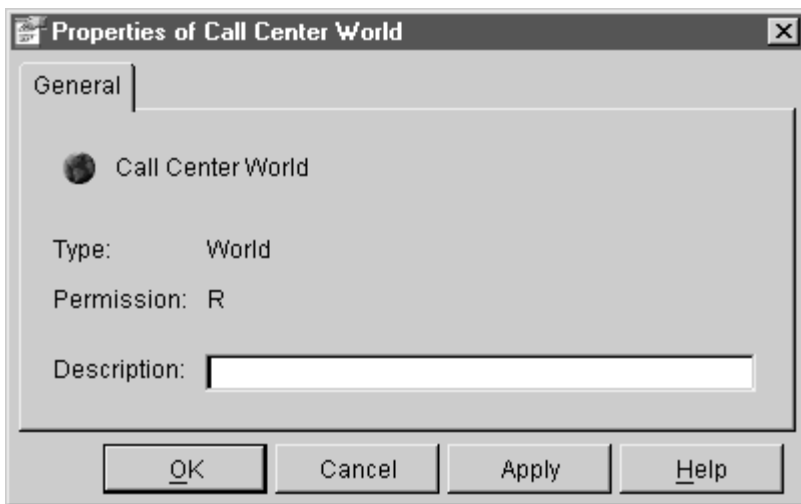 Properties of Call Center World
General
Call Center World
Type: World
Permission: R
Description:
OK Cancel Apply Help